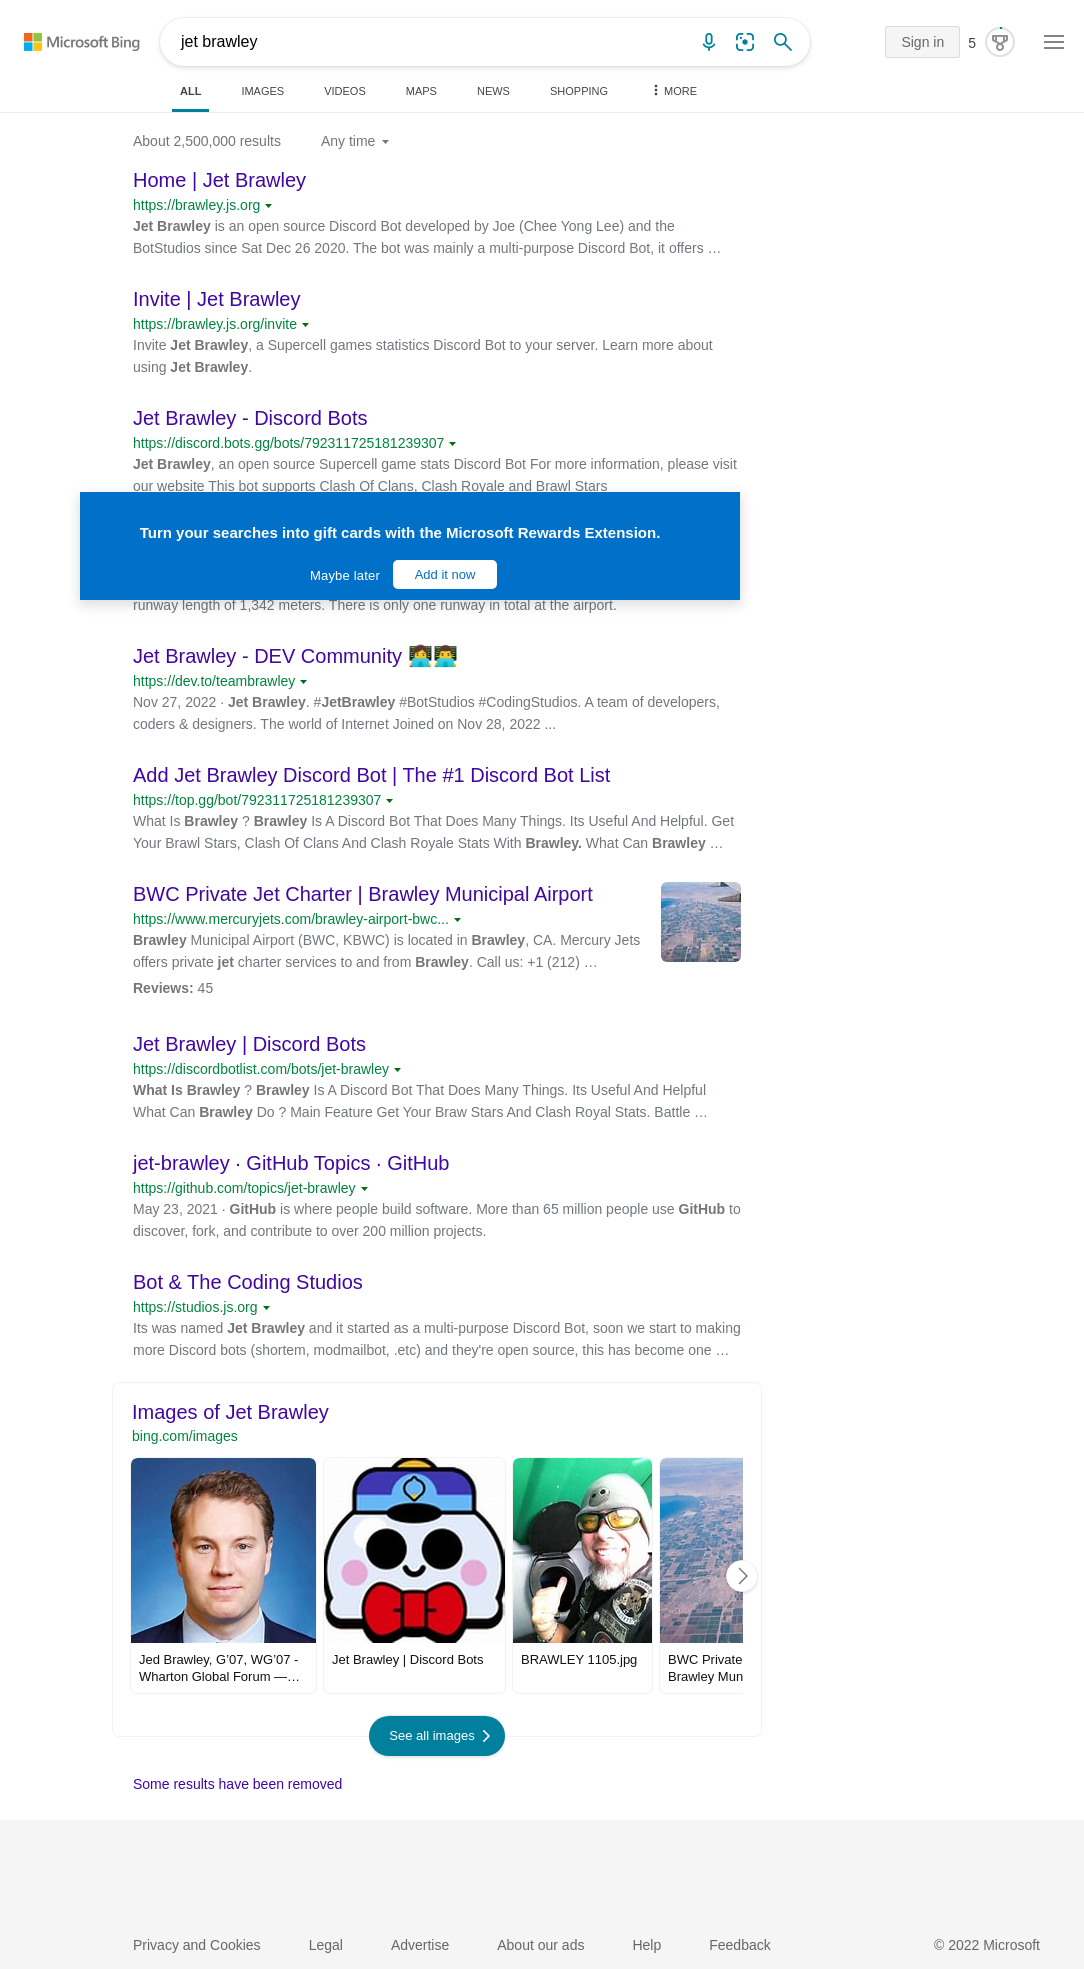 Microsoft Bing
jet brawley
Sign in
5
ALL
IMAGES
VIDEOS
MAPS
NEWS
SHOPPING
MORE
About 2,500,000 results
Any time
Home | Jet Brawley
https://brawley.js.org
Jet Brawley is an open source Discord Bot developed by Joe (Chee Yong Lee) and the
BotStudios since Sat Dec 26 2020. The bot was mainly a multi-purpose Discord Bot, it offers …
Invite | Jet Brawley
https://brawley.js.org/invite
Invite Jet Brawley, a Supercell games statistics Discord Bot to your server. Learn more about
using Jet Brawley.
Jet Brawley - Discord Bots
https://discord.bots.gg/bots/792311725181239307
Jet Brawley, an open source Supercell game stats Discord Bot For more information, please visit
our website This bot supports Clash Of Clans, Clash Royale and Brawl Stars
Turn your searches into gift cards with the Microsoft Rewards Extension.
Maybe later
Add it now
runway length of 1,342 meters. There is only one runway in total at the airport.
Jet Brawley - DEV Community 👩‍💻👨‍💻
https://dev.to/teambrawley
Nov 27, 2022 · Jet Brawley. #JetBrawley #BotStudios #CodingStudios. A team of developers,
coders & designers. The world of Internet Joined on Nov 28, 2022 ...
Add Jet Brawley Discord Bot | The #1 Discord Bot List
https://top.gg/bot/792311725181239307
What Is Brawley ? Brawley Is A Discord Bot That Does Many Things. Its Useful And Helpful. Get
Your Brawl Stars, Clash Of Clans And Clash Royale Stats With Brawley. What Can Brawley …
BWC Private Jet Charter | Brawley Municipal Airport
https://www.mercuryjets.com/brawley-airport-bwc...
Brawley Municipal Airport (BWC, KBWC) is located in Brawley, CA. Mercury Jets
offers private jet charter services to and from Brawley. Call us: +1 (212) …
Reviews: 45
Jet Brawley | Discord Bots
https://discordbotlist.com/bots/jet-brawley
What Is Brawley ? Brawley Is A Discord Bot That Does Many Things. Its Useful And Helpful
What Can Brawley Do ? Main Feature Get Your Braw Stars And Clash Royal Stats. Battle …
jet-brawley · GitHub Topics · GitHub
https://github.com/topics/jet-brawley
May 23, 2021 · GitHub is where people build software. More than 65 million people use GitHub to
discover, fork, and contribute to over 200 million projects.
Bot & The Coding Studios
https://studios.js.org
Its was named Jet Brawley and it started as a multi-purpose Discord Bot, soon we start to making
more Discord bots (shortem, modmailbot, .etc) and they're open source, this has become one …
Images of Jet Brawley
bing.com/images
Jed Brawley, G'07, WG'07 -
Wharton Global Forum —…
Jet Brawley | Discord Bots
BRAWLEY 1105.jpg
BWC Private
Brawley Mun
See all images
Some results have been removed
Privacy and Cookies
Legal
Advertise
About our ads
Help
Feedback
© 2022 Microsoft